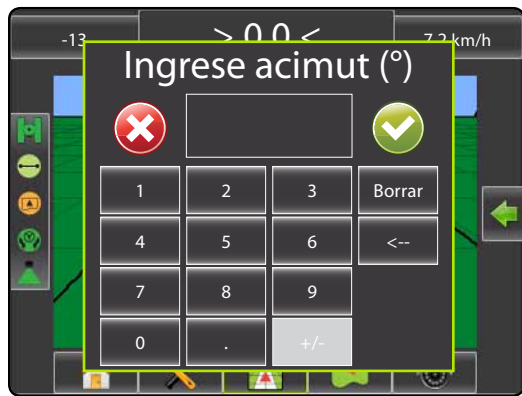 -13
> 0.0 <
7.2 km/h
Ingrese acimut (°)
1 2 3 Borrar
4 5 6 <--
7 8 9
0 . +/-